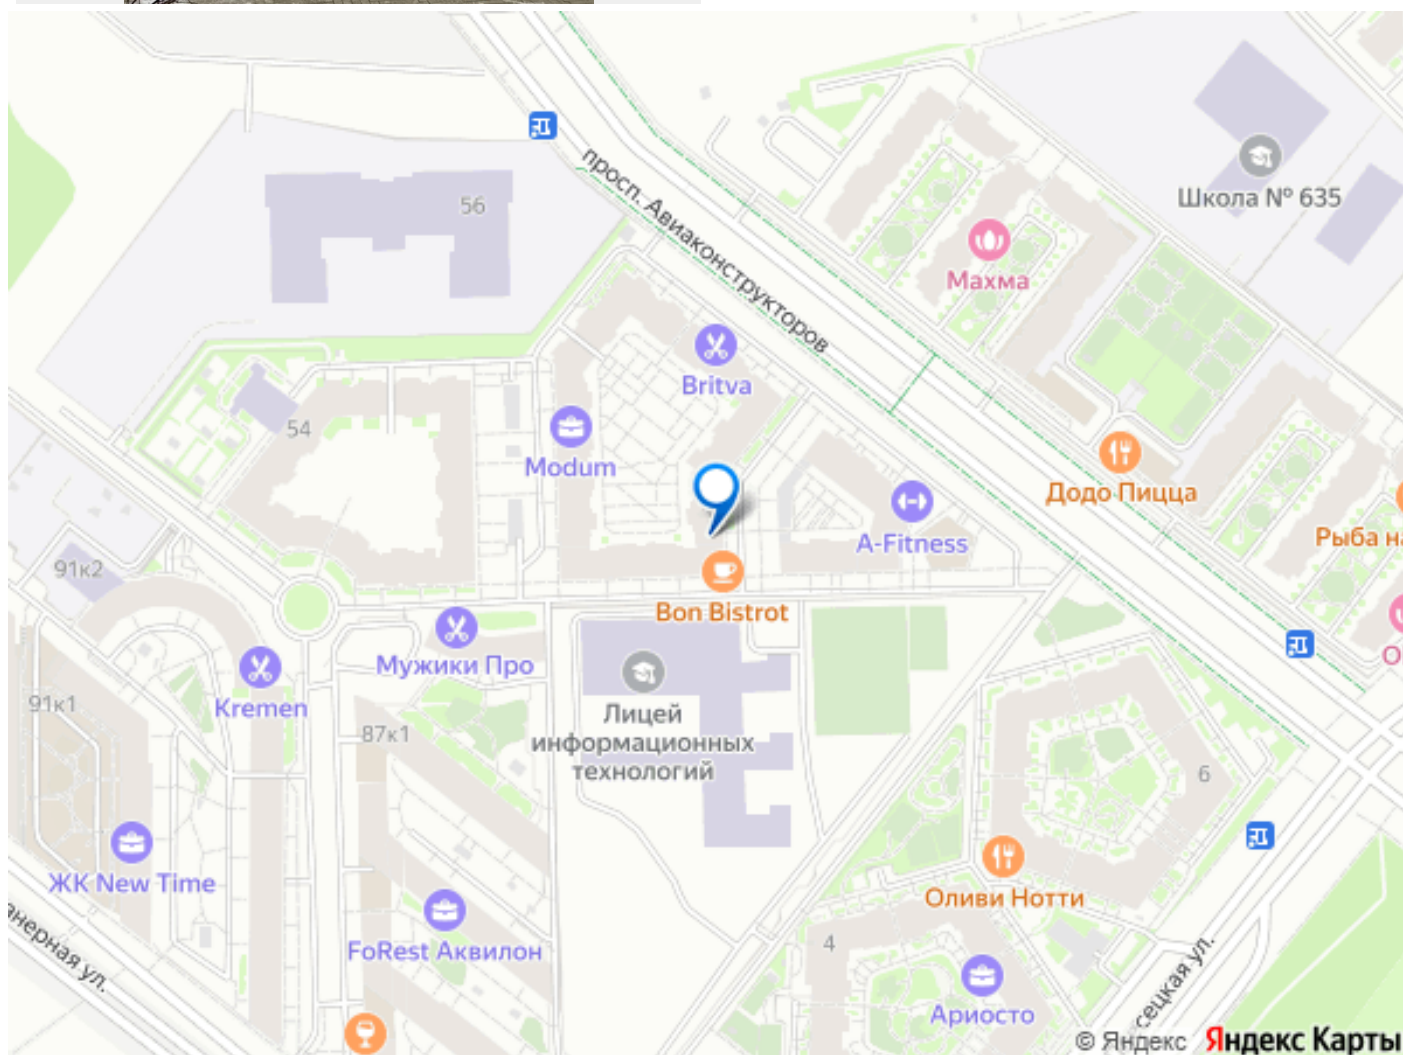 56
просп. Авиаконструкторов
Школа № 635
Махма
Britva
54
Modum
Додо Пицца
A-Fitness
Рыба на
91к2
Bon Bistrot
Мужики Про
Kremen
91к1
87к1
Лицей
информационных
технологий
6
ЖК New Time
Оливи Нотти
FoRest Аквилон
4
Ариосто
нерная ул.
сецкая ул.
© Яндекс Яндекс Карты